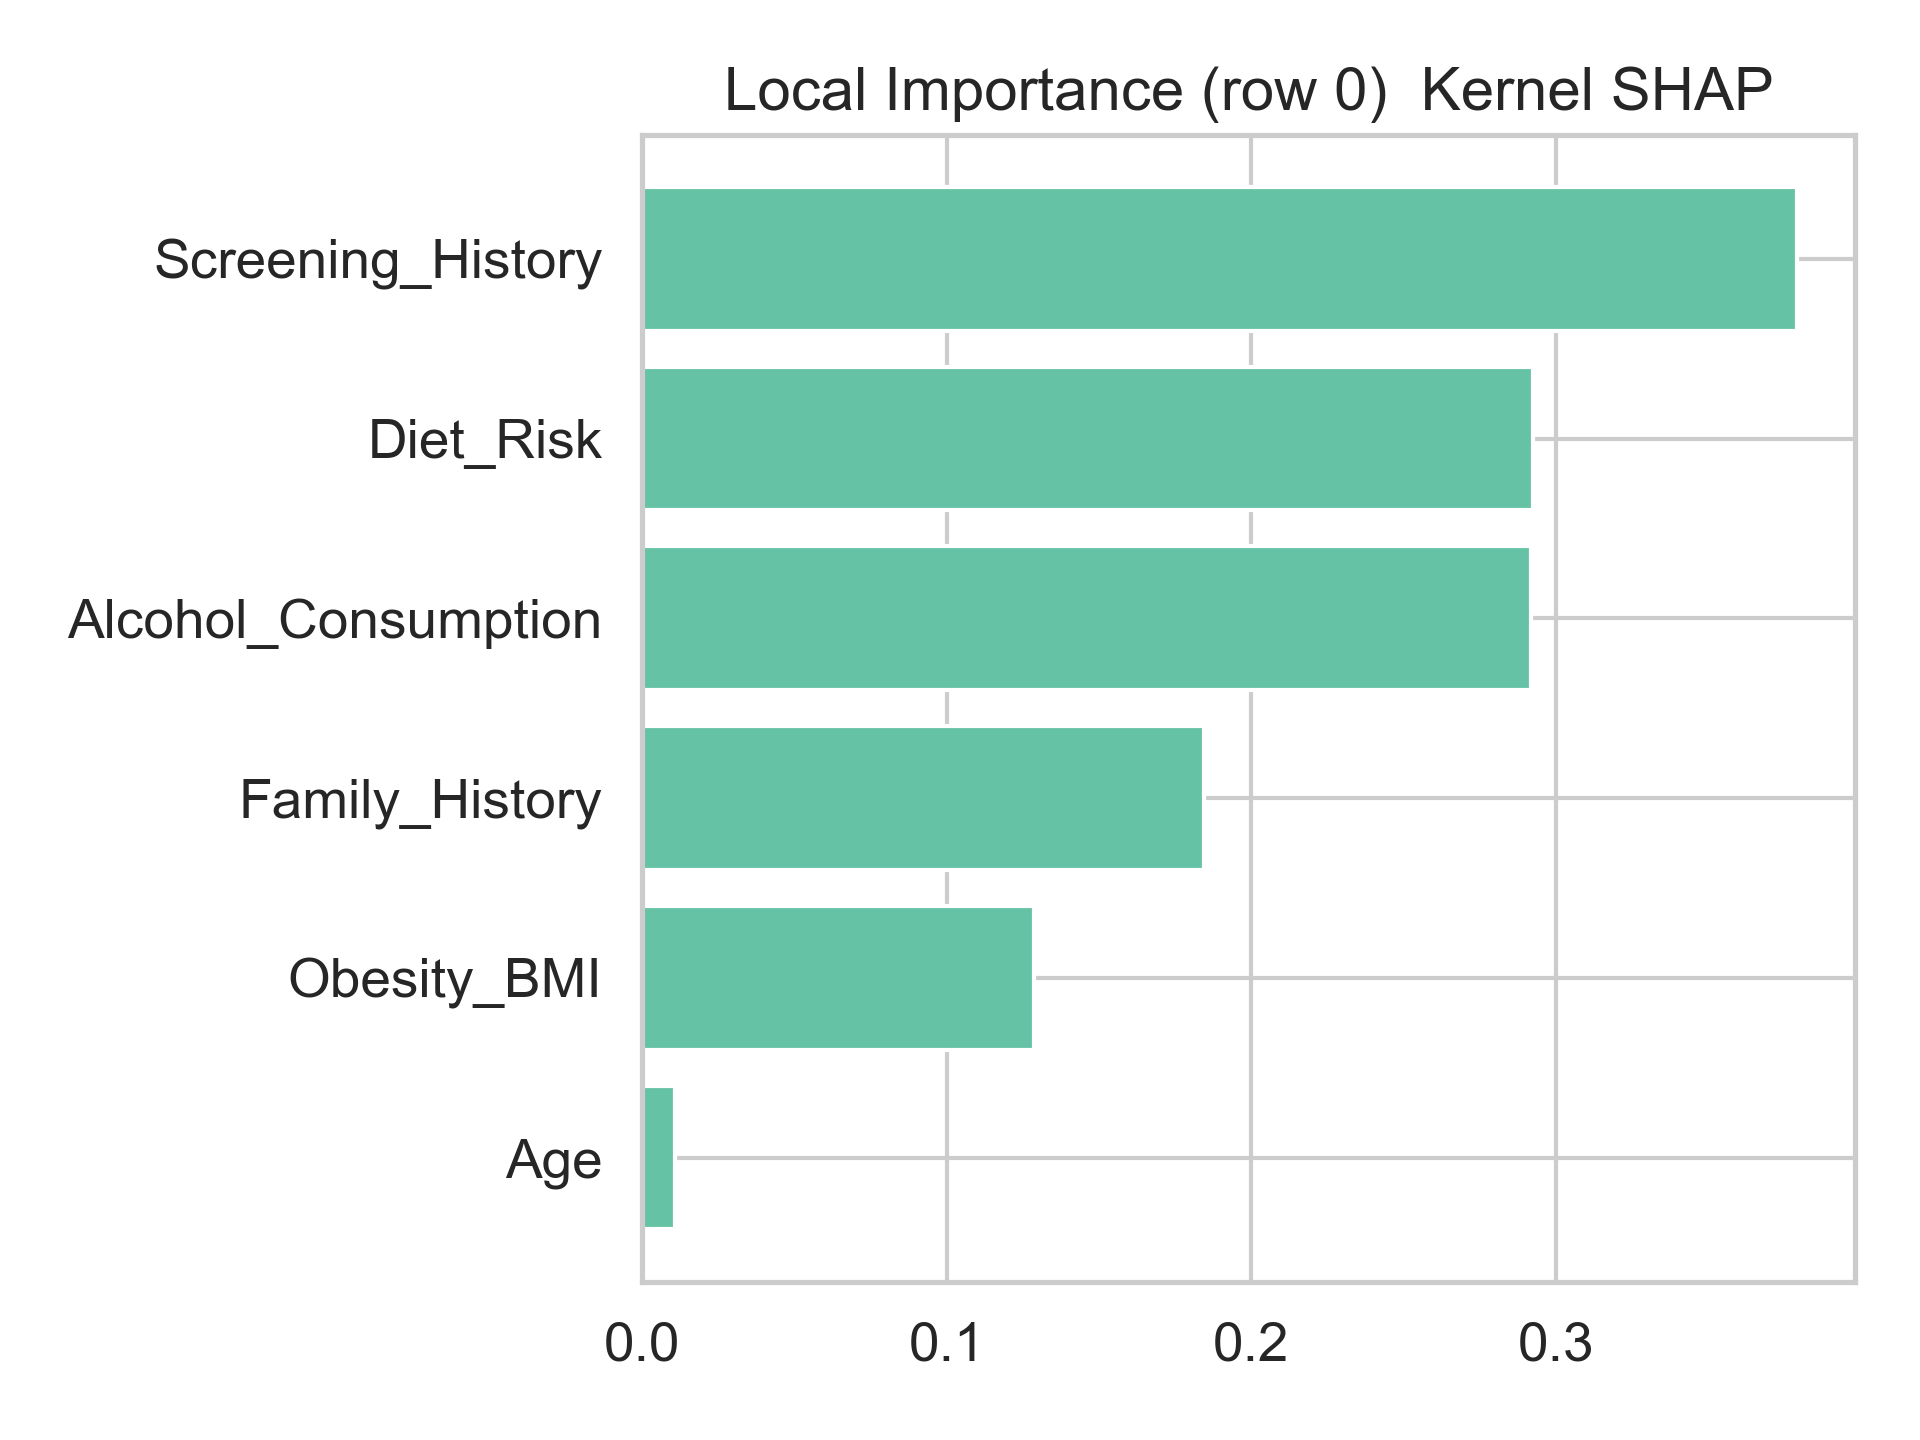 Local Importance (row 0)  Kernel SHAP
Screening_History
Diet_Risk
Alcohol_Consumption
Family_History
Obesity_BMI
Age
0.0 0.1 0.2 0.3